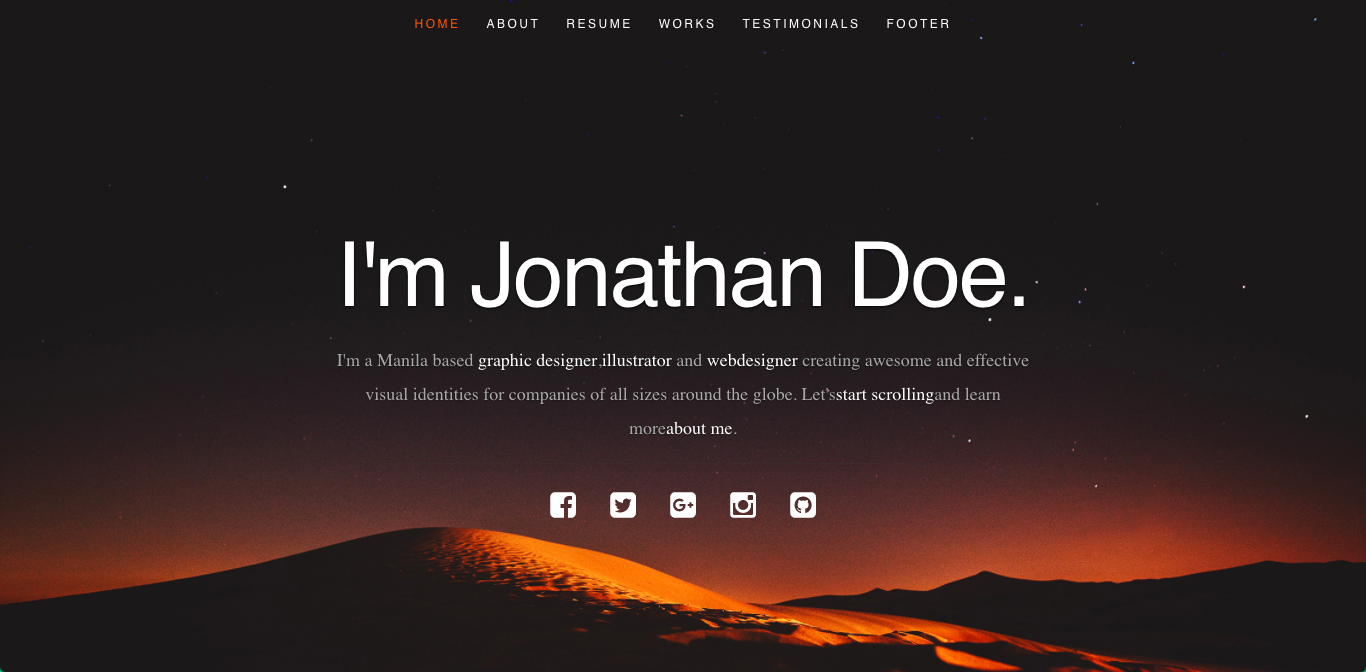 HOME ABOUT RESUME WORKS TESTIMONIALS FOOTER
I'm Jonathan Doe.
I'm a Manila based graphic designer,illustrator and webdesigner creating awesome and effective
visual identities for companies of all sizes around the globe. Let'sstart scrollingand learn
moreabout me.